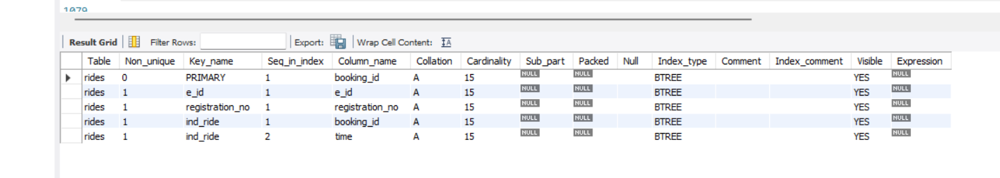 1079
Result Grid Filter Rows: Export: Wrap Cell Content: IA
Table Non_unique Key_name Seq_in_index Column_name Collation Cardinality Sub_part Packed Null Index_type Comment Index_comment Visible Expression
rides 0 PRIMARY 1 booking_id A 15 NULL NULL BTREE YES NULL
rides 1 e_id 1 e_id A 15 NULL NULL BTREE YES NULL
rides 1 registration_no 1 registration_no A 15 NULL NULL BTREE YES NULL
rides 1 ind_ride 1 booking_id A 15 NULL NULL BTREE YES NULL
rides 1 ind_ride 2 time A 15 NULL NULL BTREE YES NULL